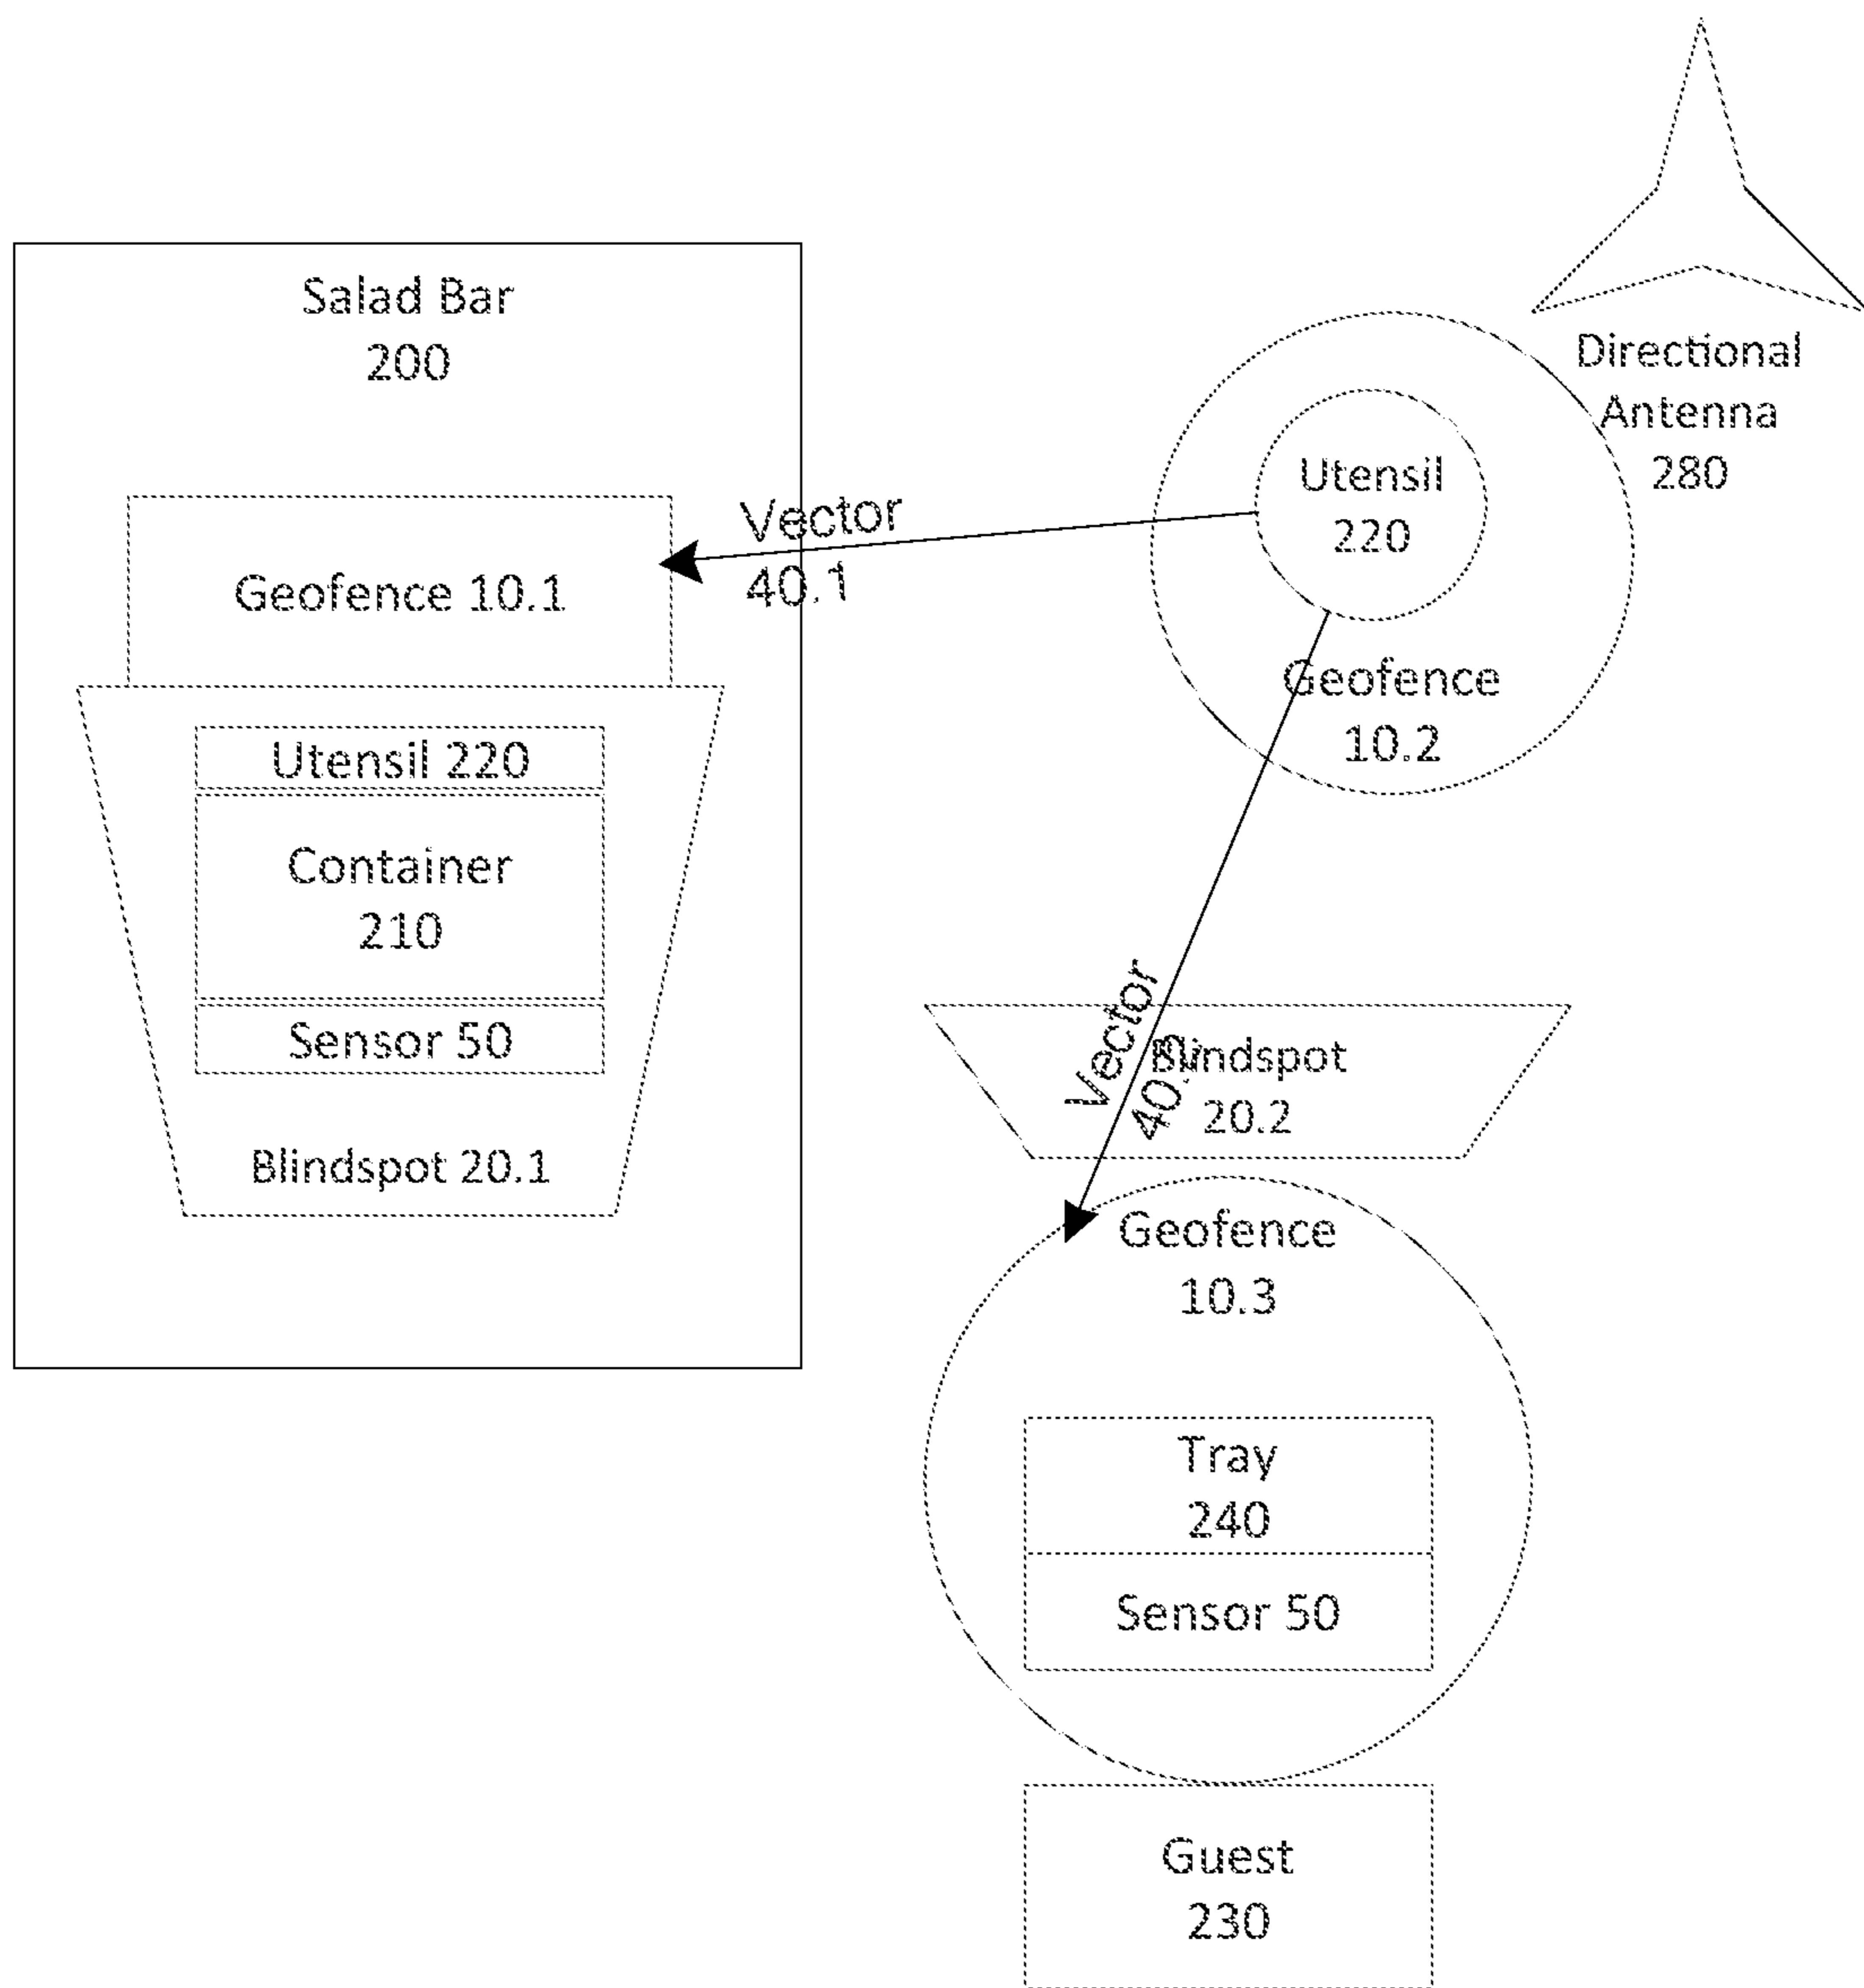 Salad Bar
200
Directional
Antenna
280
Utensil
220
Vector
40.1
Geofence 10.1
Geofence
10.2
Utensil 220
Container
210
Sensor 50
Blindspot 20.1
Vector
Blindspot
20.2
Geofence
10.3
Tray
240
Sensor 50
Guest
230